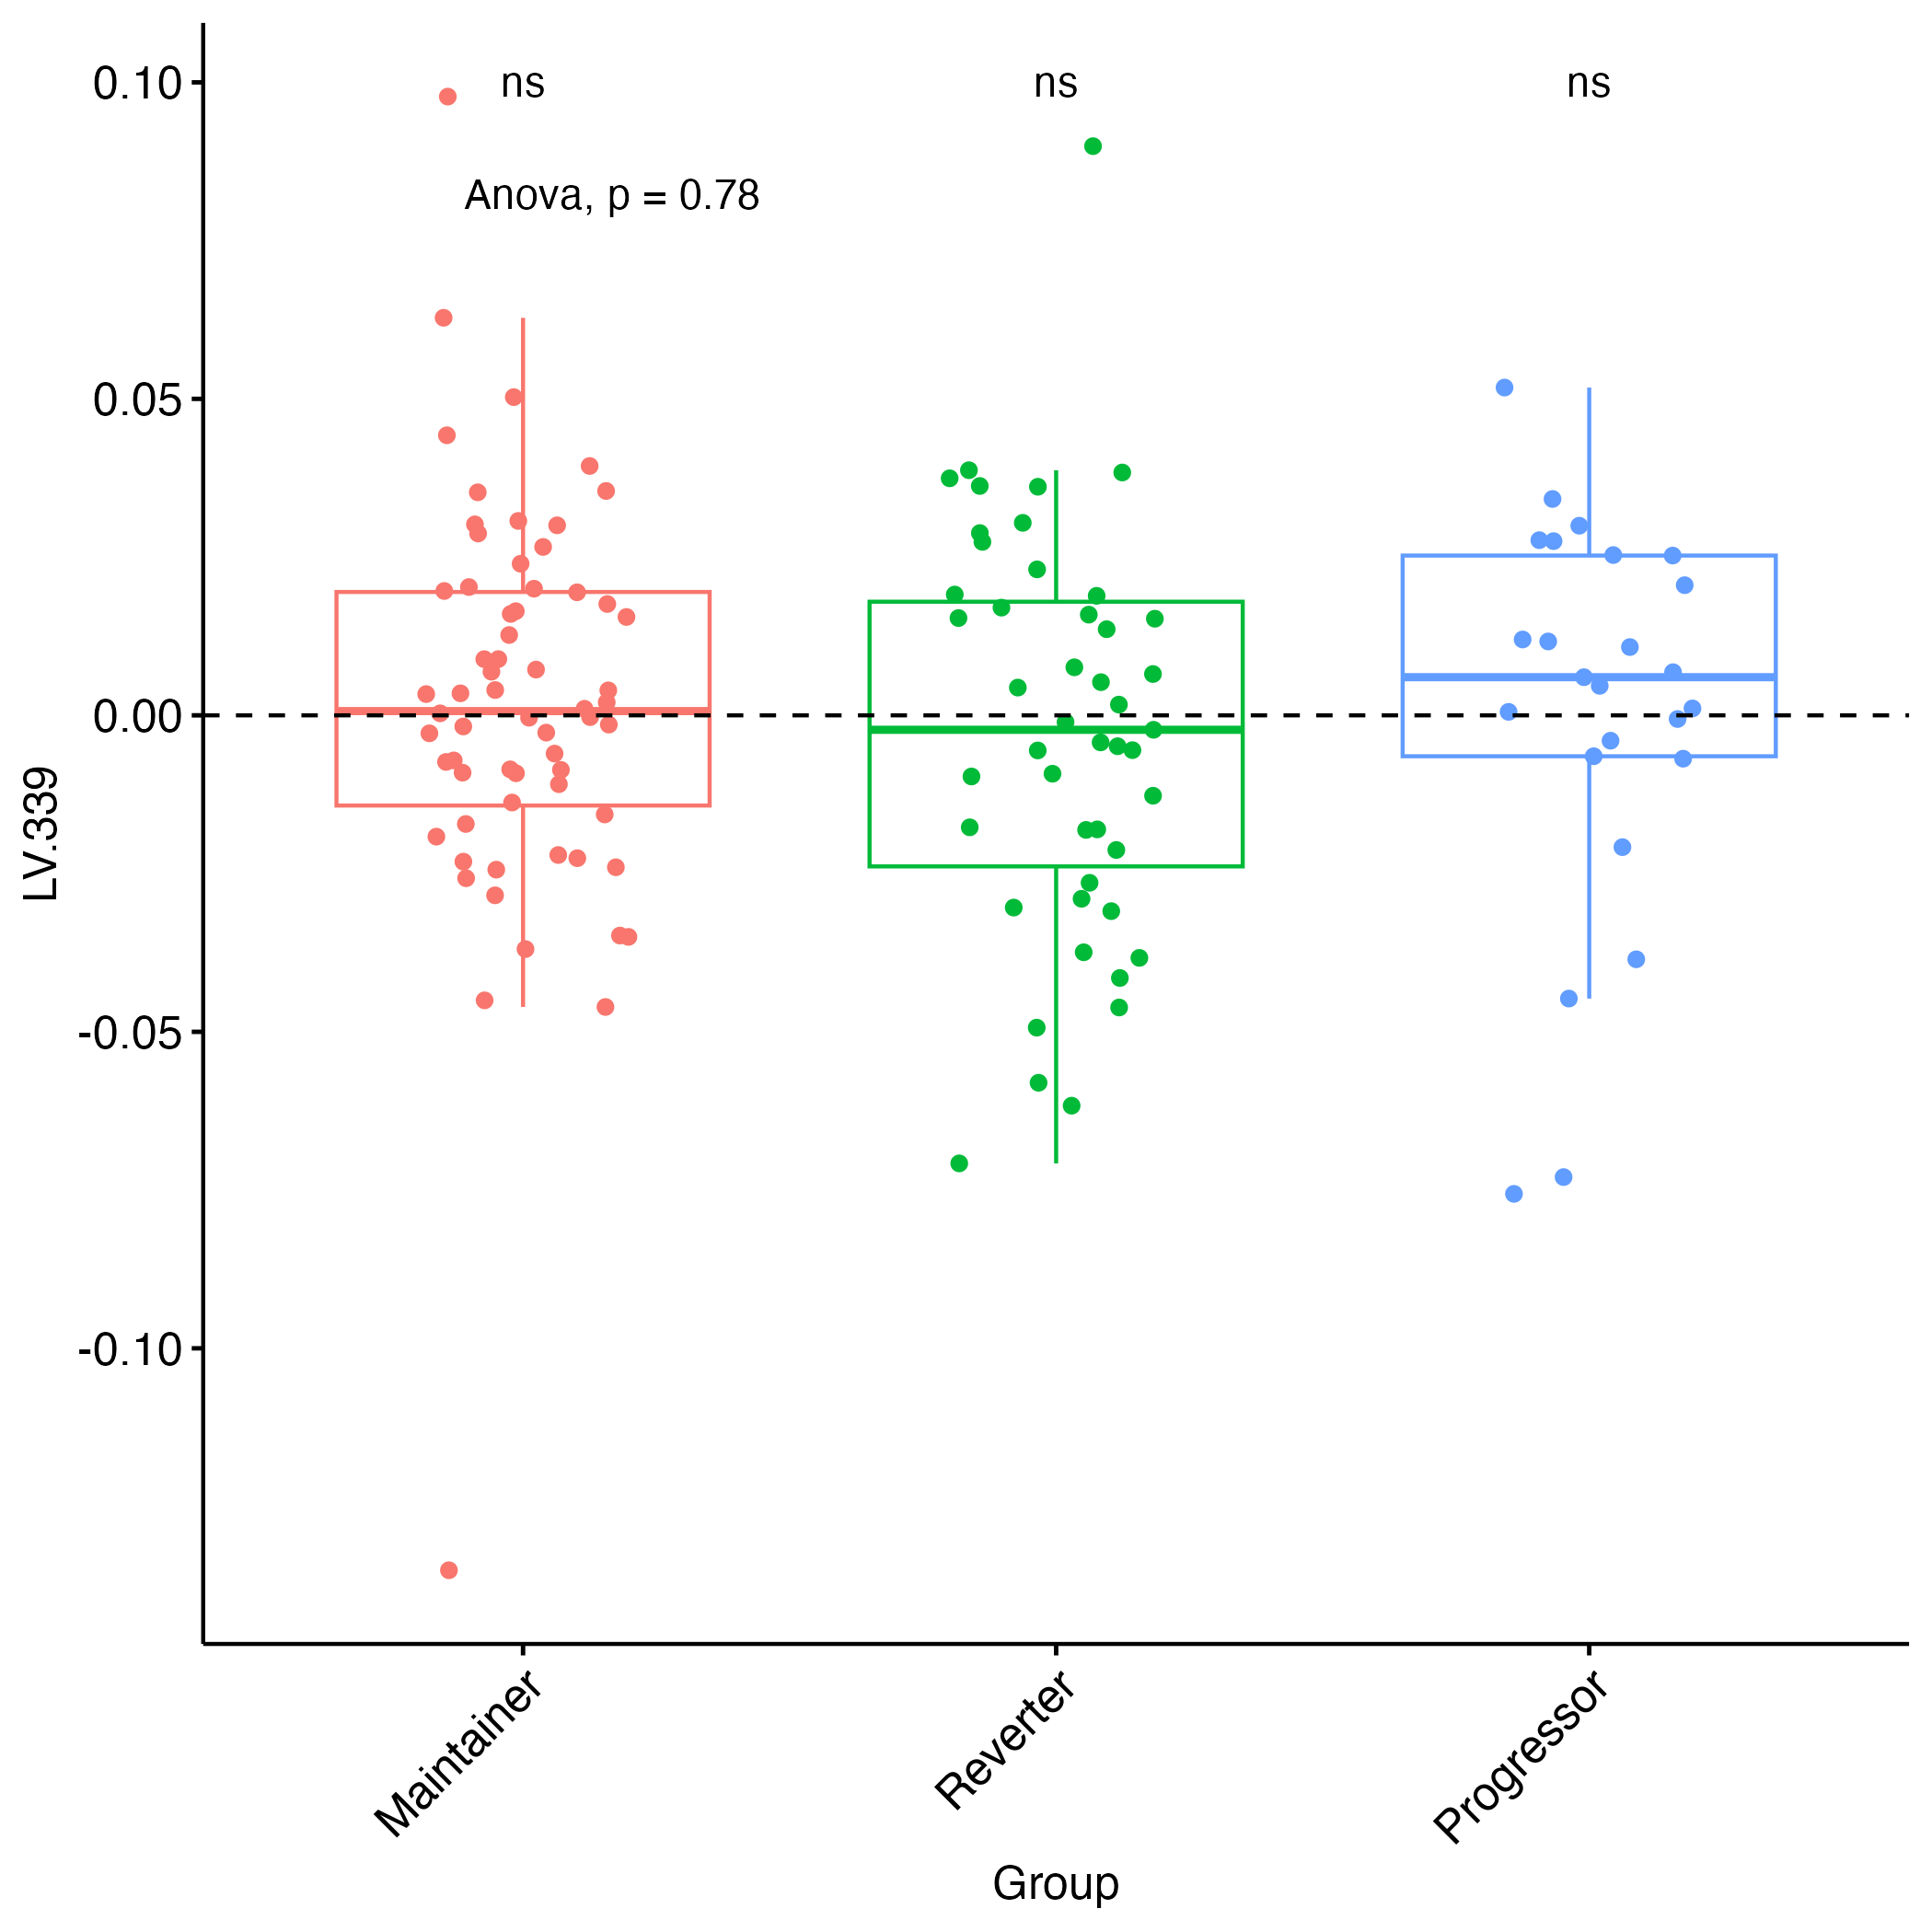 ns ns ns
Anova, p = 0.78
0.10
0.05
0.00
-0.05
-0.10
LV.339
Maintainer Reverter Progressor
Group